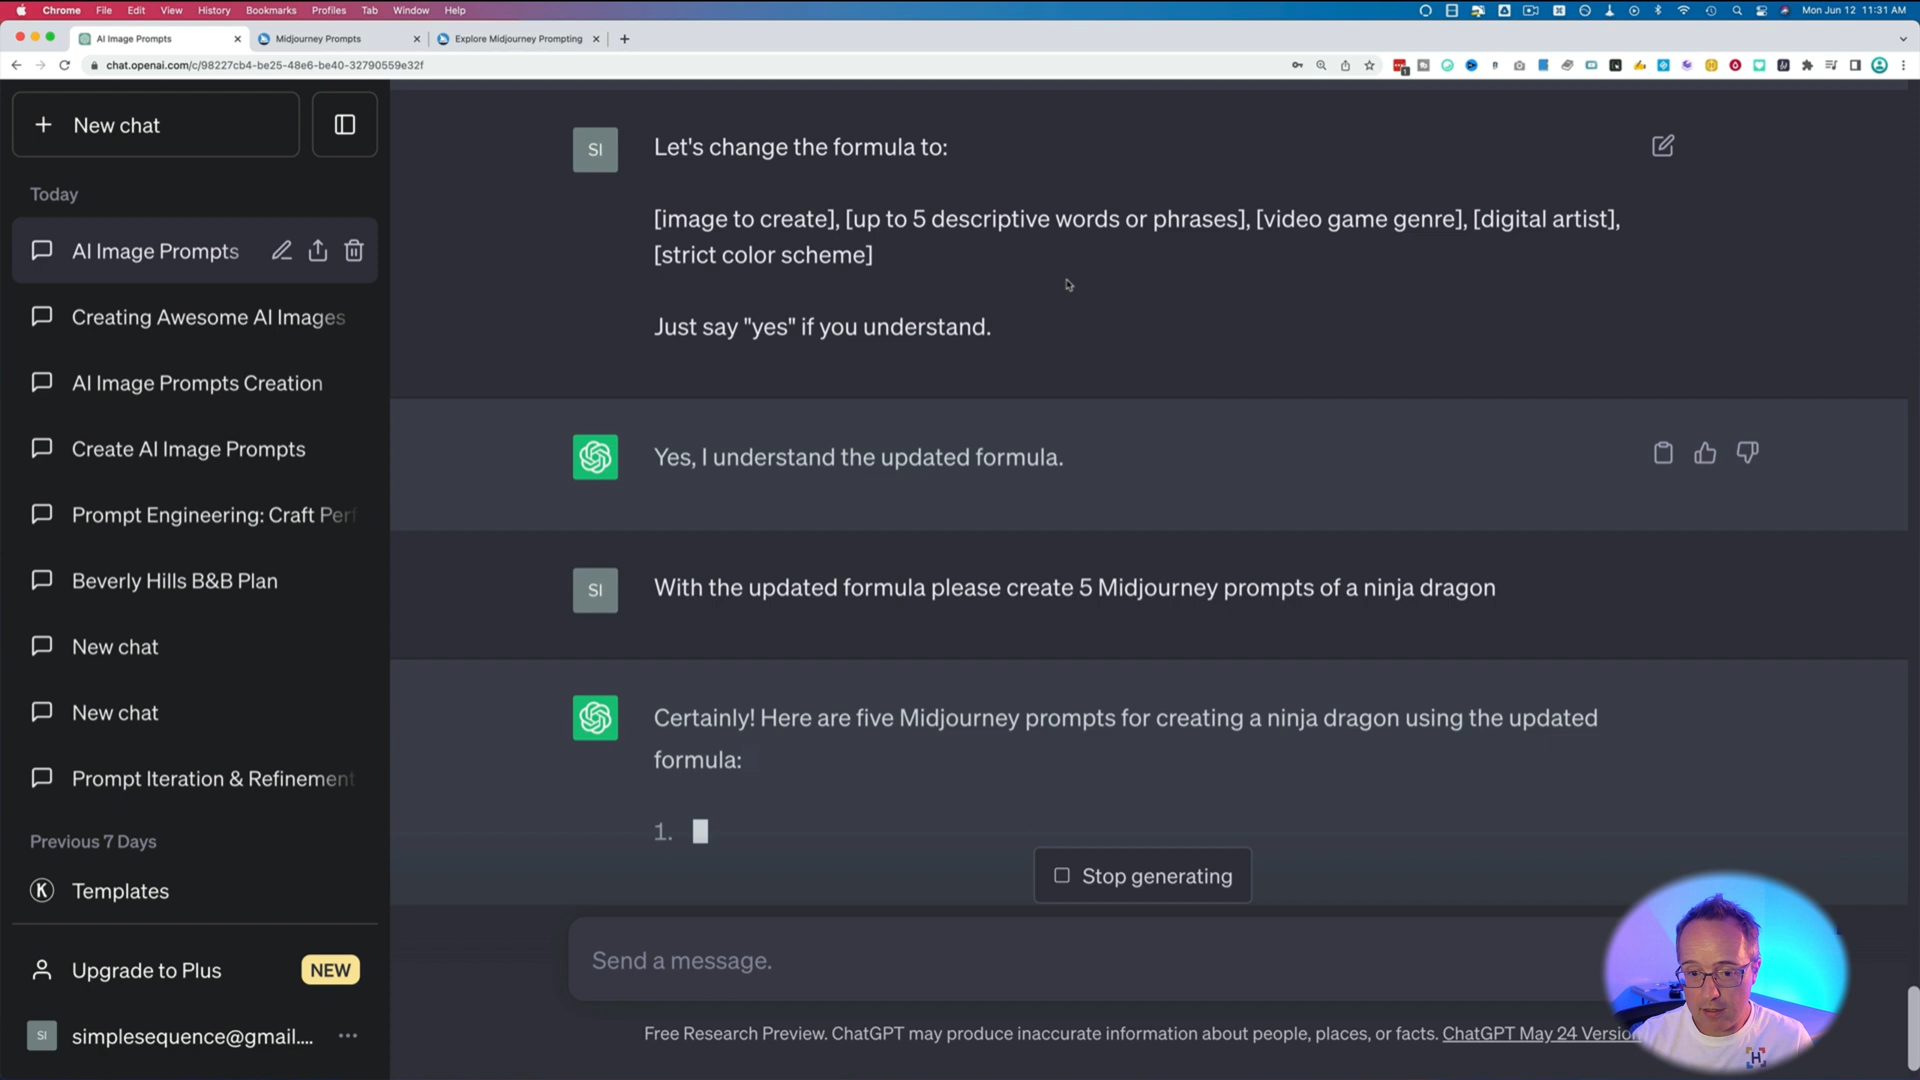 Chrome File Edit View History Bookmarks Profiles Tab Window Help Mon Jun 12 11:31 AM
AI Image Prompts Midjourney Prompts Explore Midjourney Prompting
chat.openai.com/c/98227cb4-be25-48e6-be40-32790559e32f
New chat
Today
AI Image Prompts
Creating Awesome AI Images
AI Image Prompts Creation
Create AI Image Prompts
Prompt Engineering: Craft Perf
Beverly Hills B&B Plan
New chat
New chat
Prompt Iteration & Refinement
Previous 7 Days
K Templates
Upgrade to Plus NEW
SI simplesequence@gmail....
SI Let's change the formula to:
[image to create], [up to 5 descriptive words or phrases], [video game genre], [digital artist],
[strict color scheme]
Just say "yes" if you understand.
Yes, I understand the updated formula.
SI With the updated formula please create 5 Midjourney prompts of a ninja dragon
Certainly! Here are five Midjourney prompts for creating a ninja dragon using the updated
formula:
1.
Stop generating
Send a message.
Free Research Preview. ChatGPT may produce inaccurate information about people, places, or facts. ChatGPT May 24 Versio
H